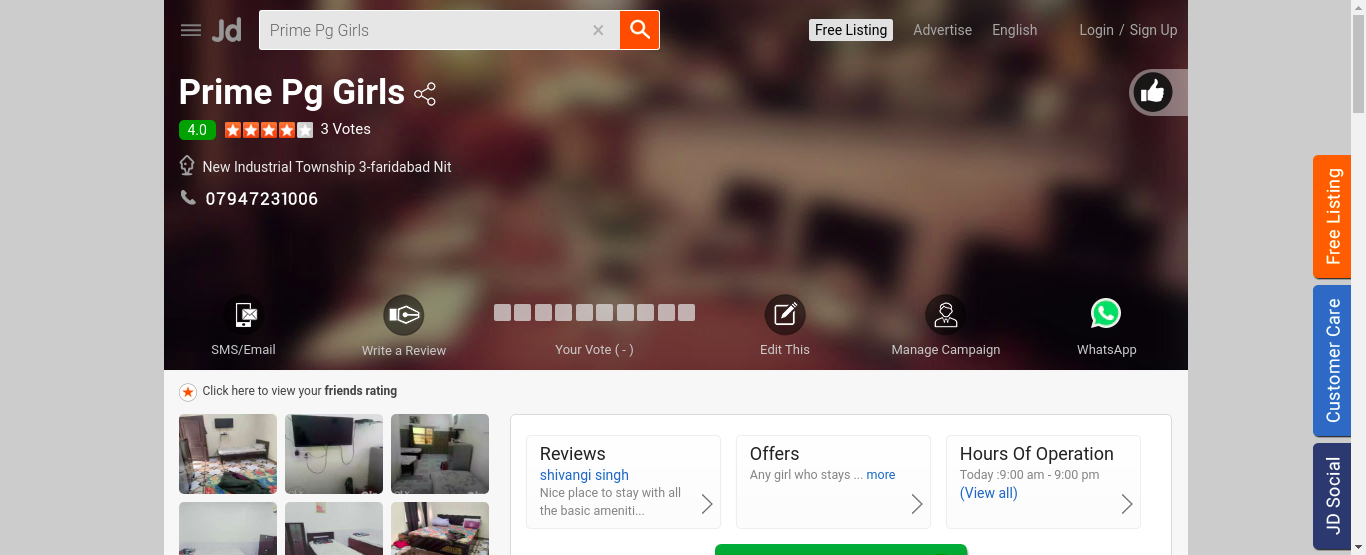 Jd
Prime Pg Girls
Free Listing
Advertise
English
Login / Sign Up
Prime Pg Girls
4.0
3 Votes
New Industrial Township 3-faridabad Nit
07947231006
SMS/Email
Write a Review
Your Vote ( - )
Edit This
Manage Campaign
WhatsApp
Click here to view your friends rating
Reviews
shivangi singh
Nice place to stay with all
the basic ameniti...
Offers
Any girl who stays ... more
Hours Of Operation
Today :9:00 am - 9:00 pm
(View all)
Free Listing
Customer Care
JD Social